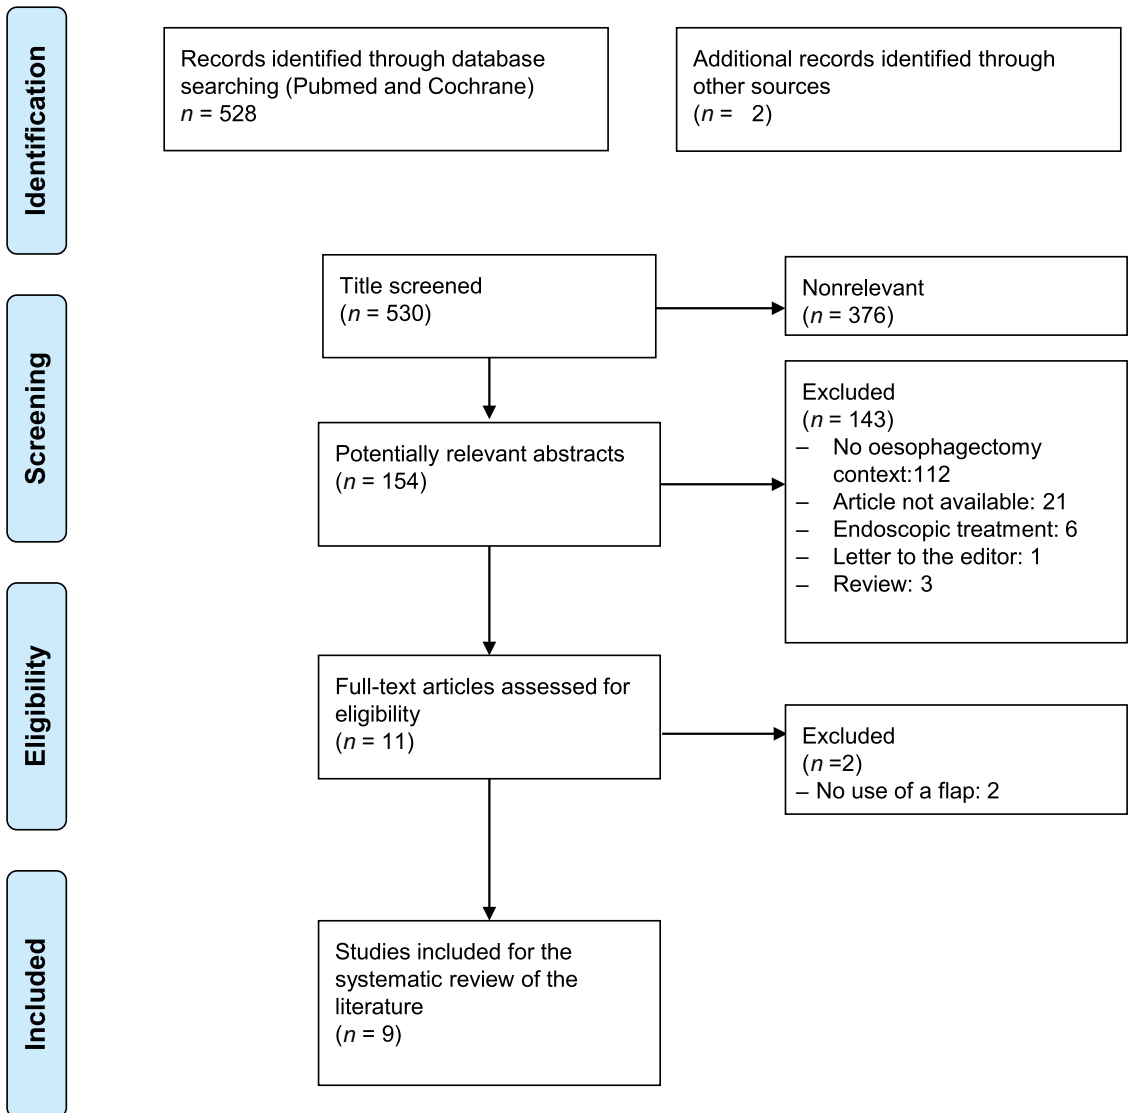 Identification
Records identified through database
searching (Pubmed and Cochrane)
n = 528
Additional records identified through
other sources
(n =   2)
Screening
Title screened
(n = 530)
Nonrelevant
(n = 376)
Potentially relevant abstracts
(n = 154)
Excluded
(n = 143)
– No oesophagectomy
context:112
– Article not available: 21
– Endoscopic treatment: 6
– Letter to the editor: 1
– Review: 3
Eligibility
Full-text articles assessed for
eligibility
(n = 11)
Excluded
(n =2)
– No use of a flap: 2
Included
Studies included for the
systematic review of the
literature
(n = 9)